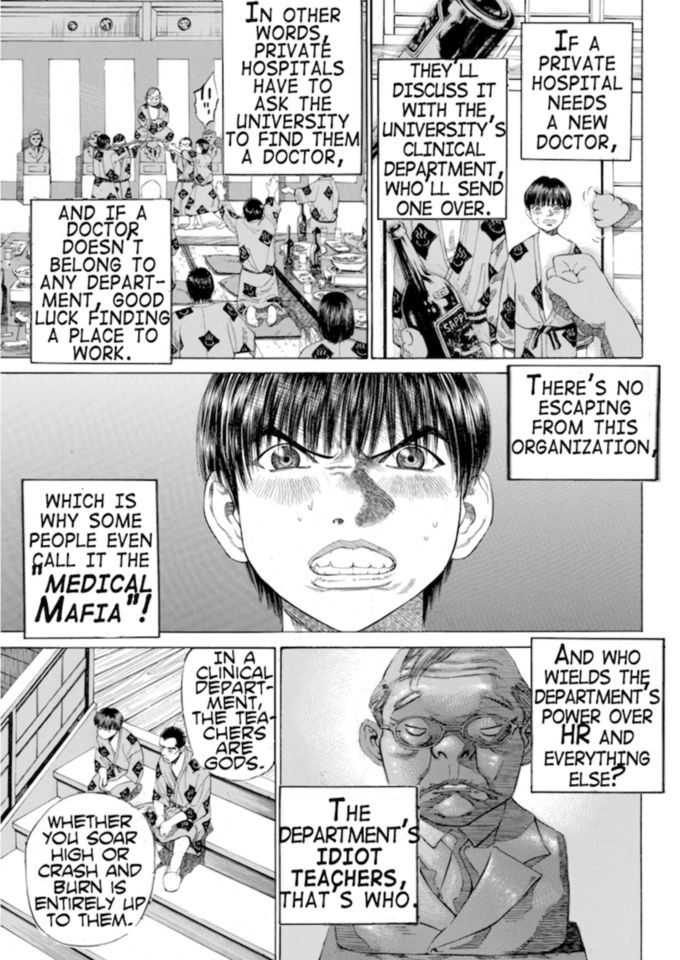 IF A
PRIVATE
HOSPITAL
NEEDS
A NEW
DOCTOR,
THEY'LL
DISCUSS IT
WITH THE
UNIVERSITY'S
CLINICAL
DEPARTMENT,
WHO'LL SEND
ONE OVER.
SAPP
IN OTHER
WORDS,
PRIVATE
HOSPITALS
HAVE TO
ASK THE
UNIVERSITY
TO FIND THEM
A DOCTOR,
AND IF A
DOCTOR
DOESN'T
BELONG TO
ANY DEPART-
MENT, GOOD
LUCK FINDING
A PLACE TO
WORK.
THERE'S NO
ESCAPING
FROM THIS
ORGANIZATION,
WHICH IS
WHY SOME
PEOPLE EVEN
CALL IT THE
"MEDICAL
MAFIA"!
AND WHO
WIELDS THE
DEPARTMENT'S
POWER OVER
HR AND
EVERYTHING
ELSE?
THE
DEPARTMENT'S
IDIOT
TEACHERS,
THAT'S WHO.
IN A
CLINICAL
DEPART-
MENT,
THE TEA-
CHERS
ARE
GODS.
WHETHER
YOU SOAR
HIGH OR
CRASH AND
BURN IS
ENTIRELY UP
TO THEM.